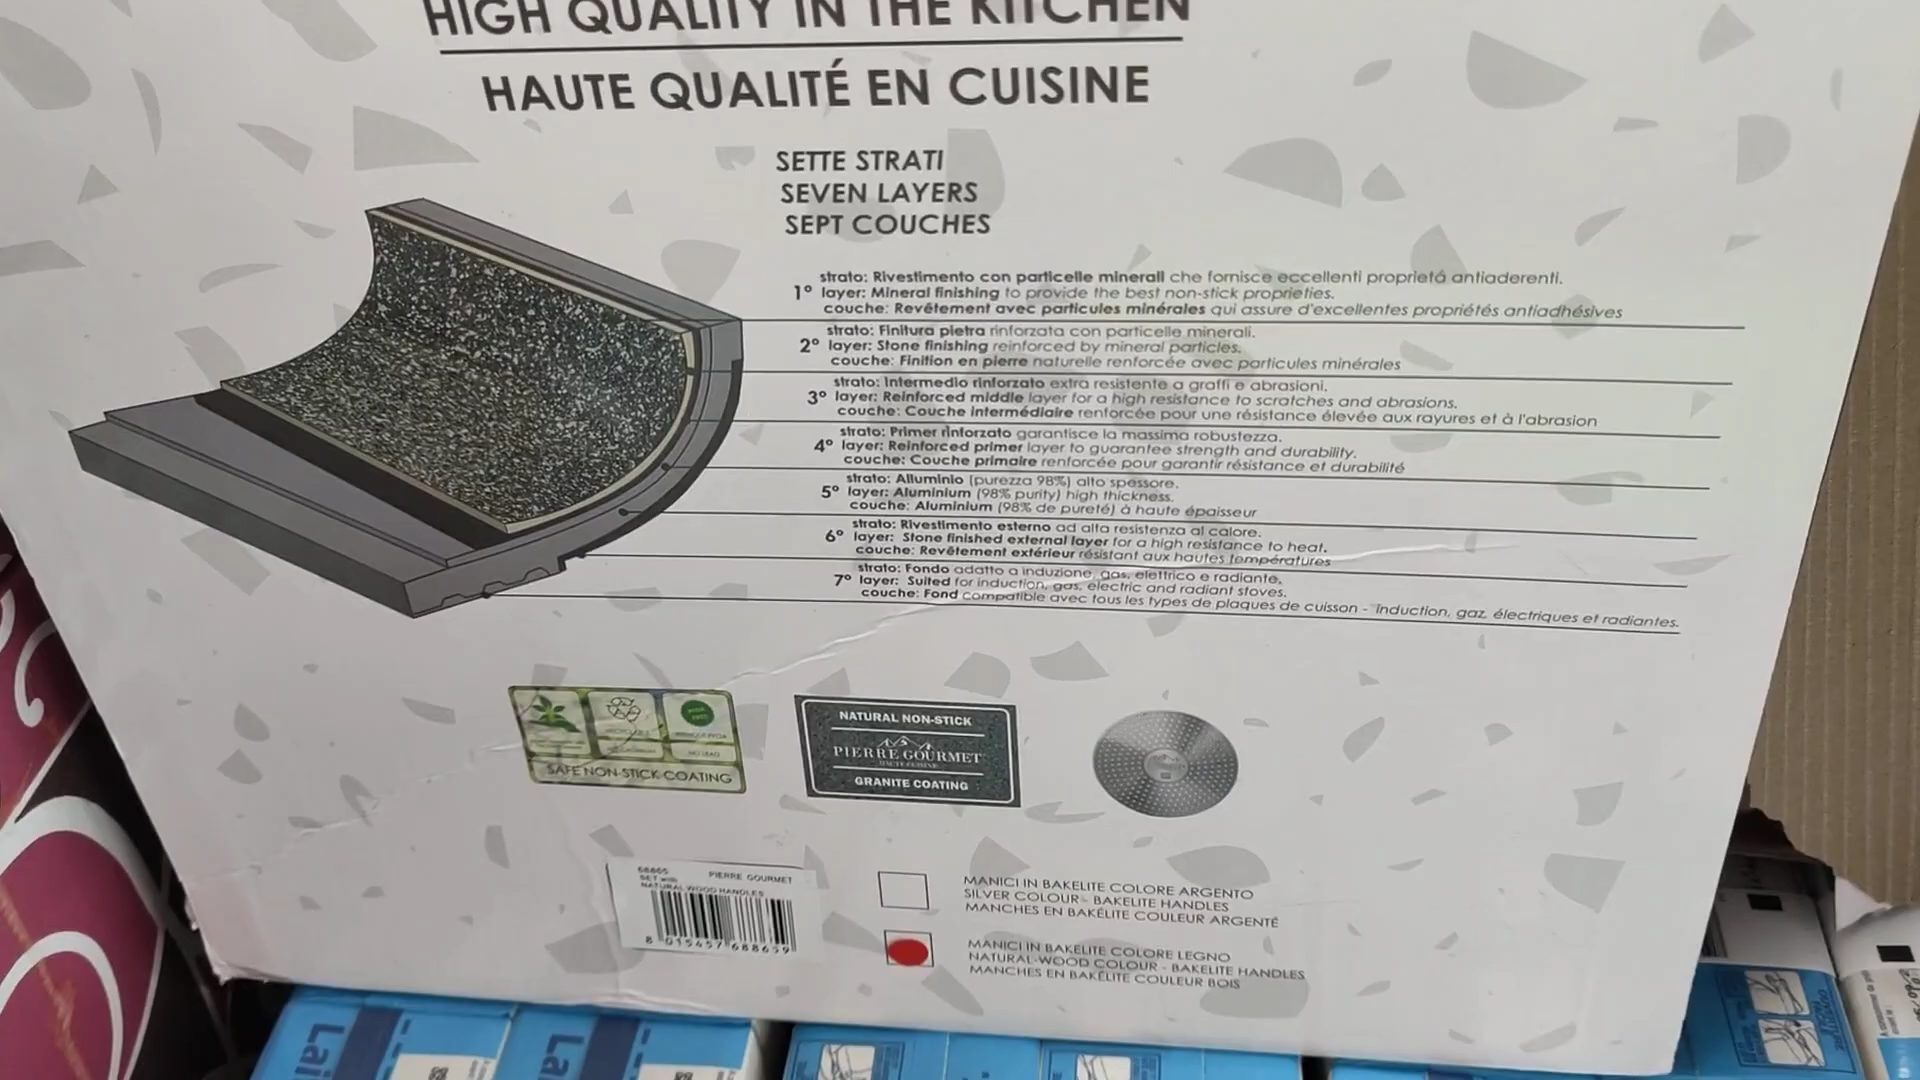 HIGH QUALITY IN THE KITCHEN
HAUTE QUALITÉ EN CUISINE
SETTE STRATI
SEVEN LAYERS
SEPT COUCHES
strato: Rivestimento con particelle minerali che fornisce eccellenti proprietá antiaderenti.
1° layer: Mineral finishing to provide the best non-stick proprieties.
couche: Revêtement avec particules minérales qui assure d'excellentes propriétés antiadhésives
strato: Finitura pietra rinforzata con particelle minerali.
2° layer: Stone finishing reinforced by mineral particles.
couche: Finition en pierre naturelle renforcée avec particules minérales
strato: Intermedio rinforzato extra resistente a graffi e abrasioni.
3° layer: Reinforced middle layer for a high resistance to scratches and abrasions.
couche: Couche intermédiaire renforcée pour une résistance élevée aux rayures et à l'abrasion
strato: Primer rinforzato garantisce la massima robustezza.
4° layer: Reinforced primer layer to guarantee strength and durability.
couche: Couche primaire renforcée pour garantir résistance et durabilité
strato: Alluminio (purezza 98%) alto spessore.
5° layer: Aluminium (98% purity) high thickness.
couche: Aluminium (98% de pureté) à haute épaisseur
strato: Rivestimento esterno ad alta resistenza al calore.
6° layer: Stone finished external layer for a high resistance to heat.
couche: Revêtement extérieur résistant aux hautes températures
strato: Fondo adatto a induzione, gas, elettrico e radiante.
7° layer: Suited for induction, gas, electric and radiant stoves.
couche: Fond compatible avec tous les types de plaques de cuisson - Induction, gaz, électriques et radiantes.
SAFE NON-STICK COATING
NATURAL NON-STICK
PIERRE GOURMET
HAUTE CUISINE
GRANITE COATING
68865 PIERRE GOURMET
SET with
NATURAL WOOD HANDLES
8 015457 688659
MANICI IN BAKELITE COLORE ARGENTO
SILVER COLOUR - BAKELITE HANDLES
MANCHES EN BAKÉLITE COULEUR ARGENTÉ
MANICI IN BAKELITE COLORE LEGNO
NATURAL-WOOD COLOUR - BAKELITE HANDLES
MANCHES EN BAKÉLITE COULEUR BOIS